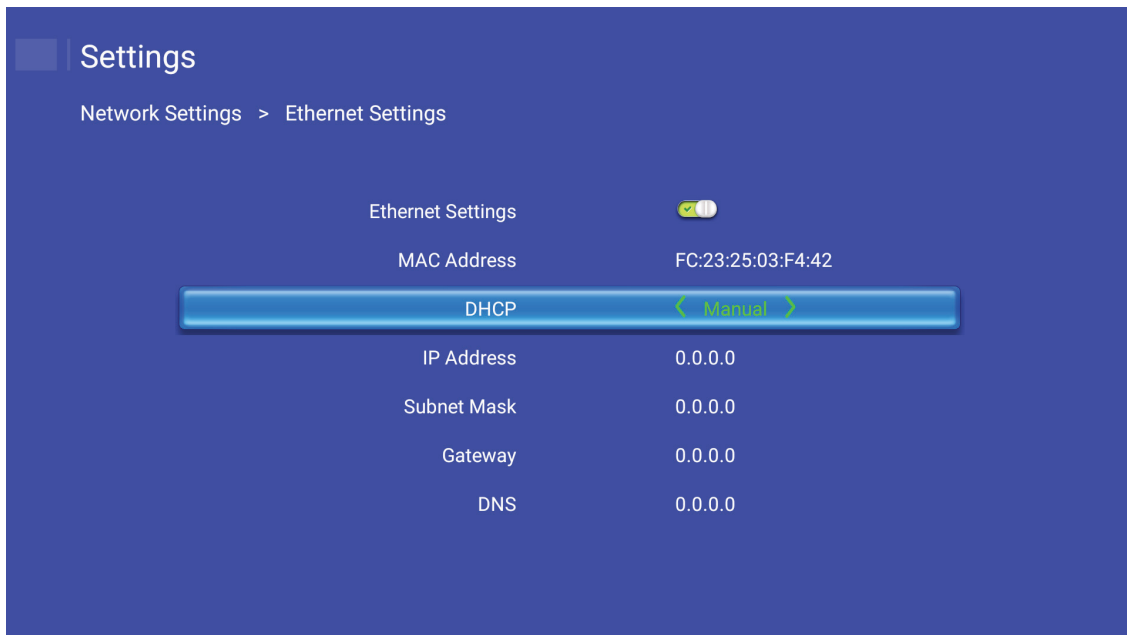 Settings
Network Settings > Ethernet Settings
Ethernet Settings
MAC Address FC:23:25:03:F4:42
DHCP < Manual >
IP Address 0.0.0.0
Subnet Mask 0.0.0.0
Gateway 0.0.0.0
DNS 0.0.0.0